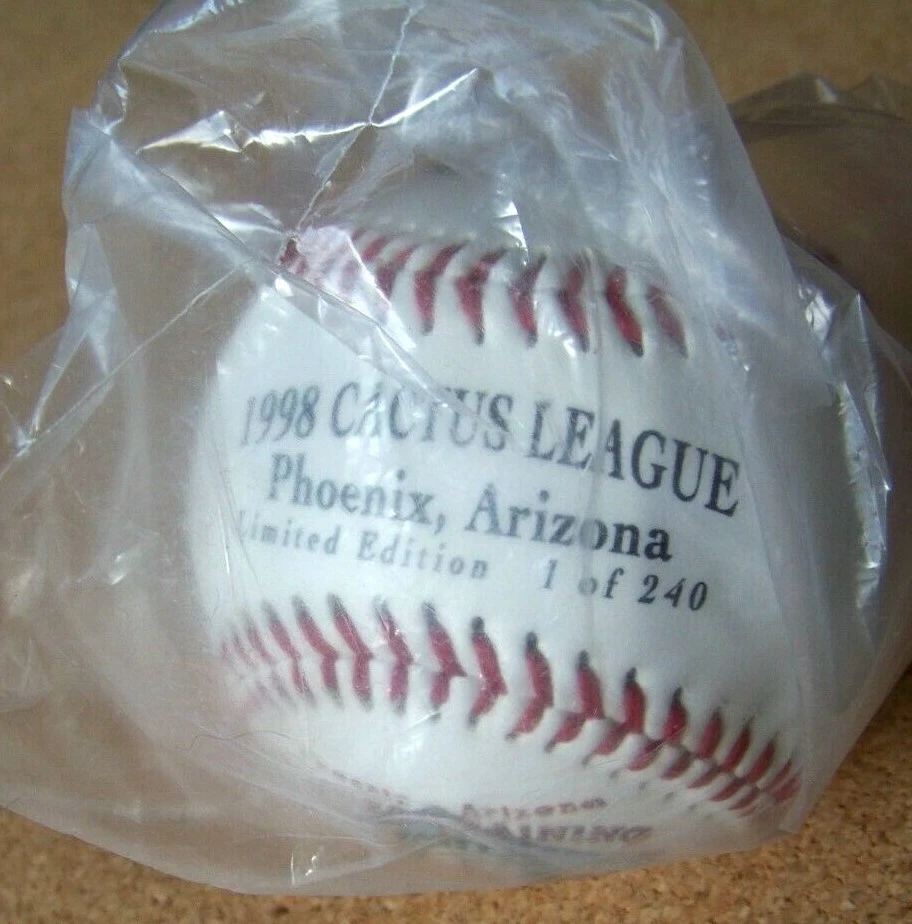 1998 CACTUS LEAGUE
Phoenix, Arizona
Limited Edition 1 of 240
Arizona